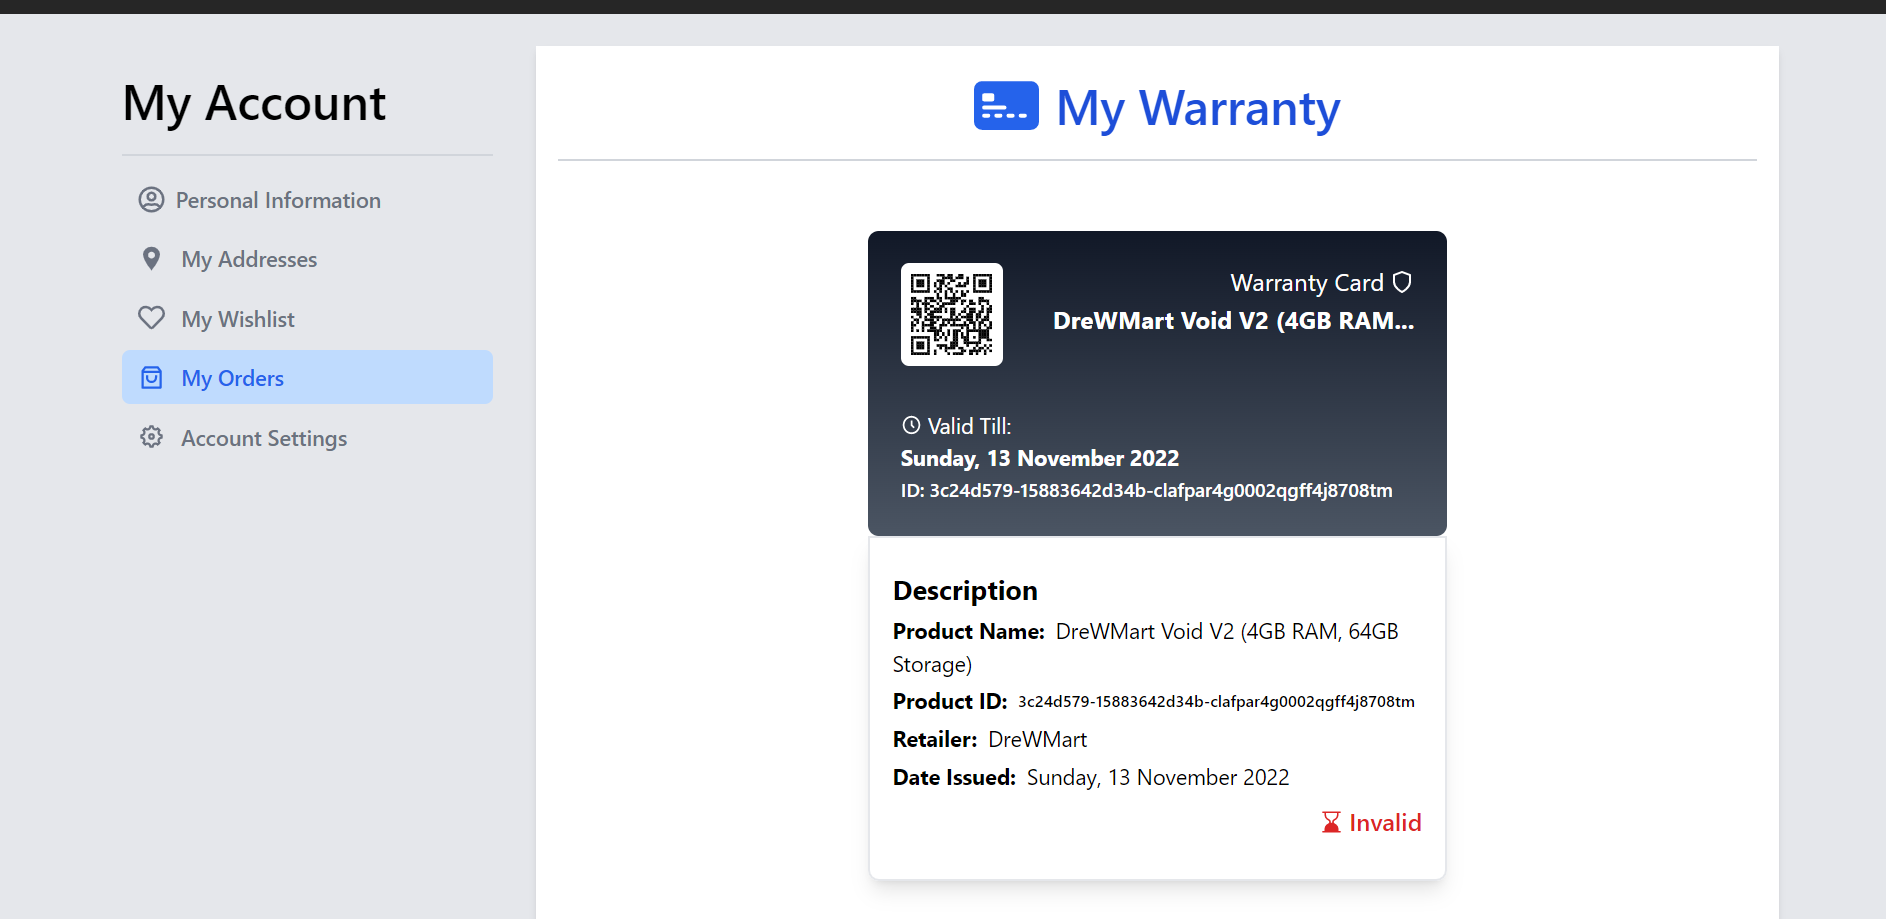 My Account
Personal Information
My Addresses
My Wishlist
My Orders
Account Settings
My Warranty
Warranty Card
DreWMart Void V2 (4GB RAM...
Valid Till:
Sunday, 13 November 2022
ID: 3c24d579-15883642d34b-clafpar4g0002qgff4j8708tm
Description
Product Name: DreWMart Void V2 (4GB RAM, 64GB
Storage)
Product ID: 3c24d579-15883642d34b-clafpar4g0002qgff4j8708tm
Retailer: DreWMart
Date Issued: Sunday, 13 November 2022
Invalid